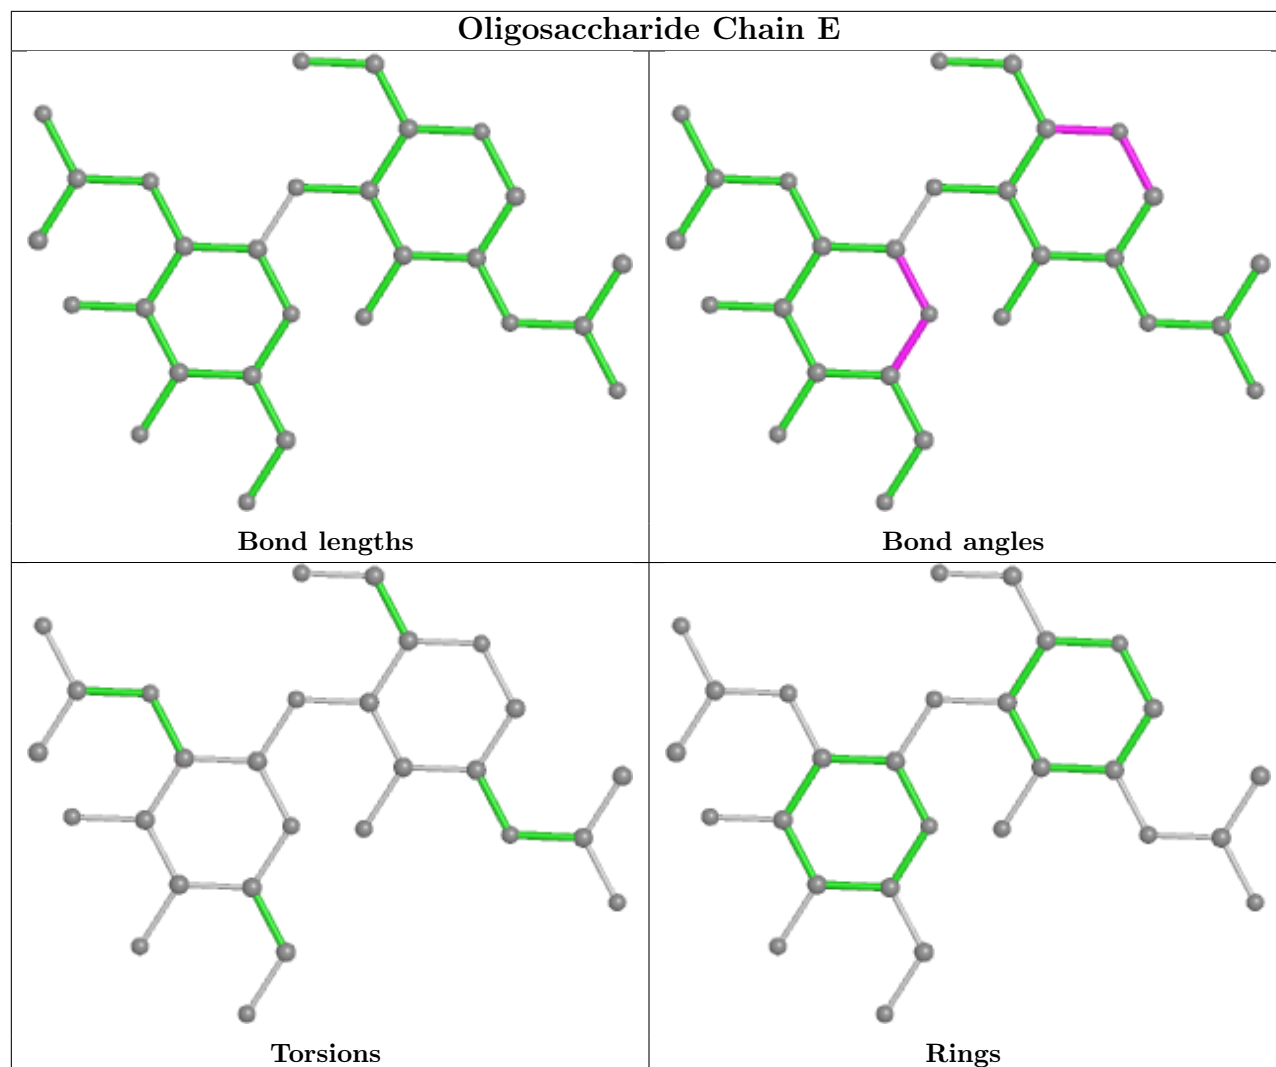 Oligosaccharide Chain E
Bond lengths
Bond angles
Torsions
Rings